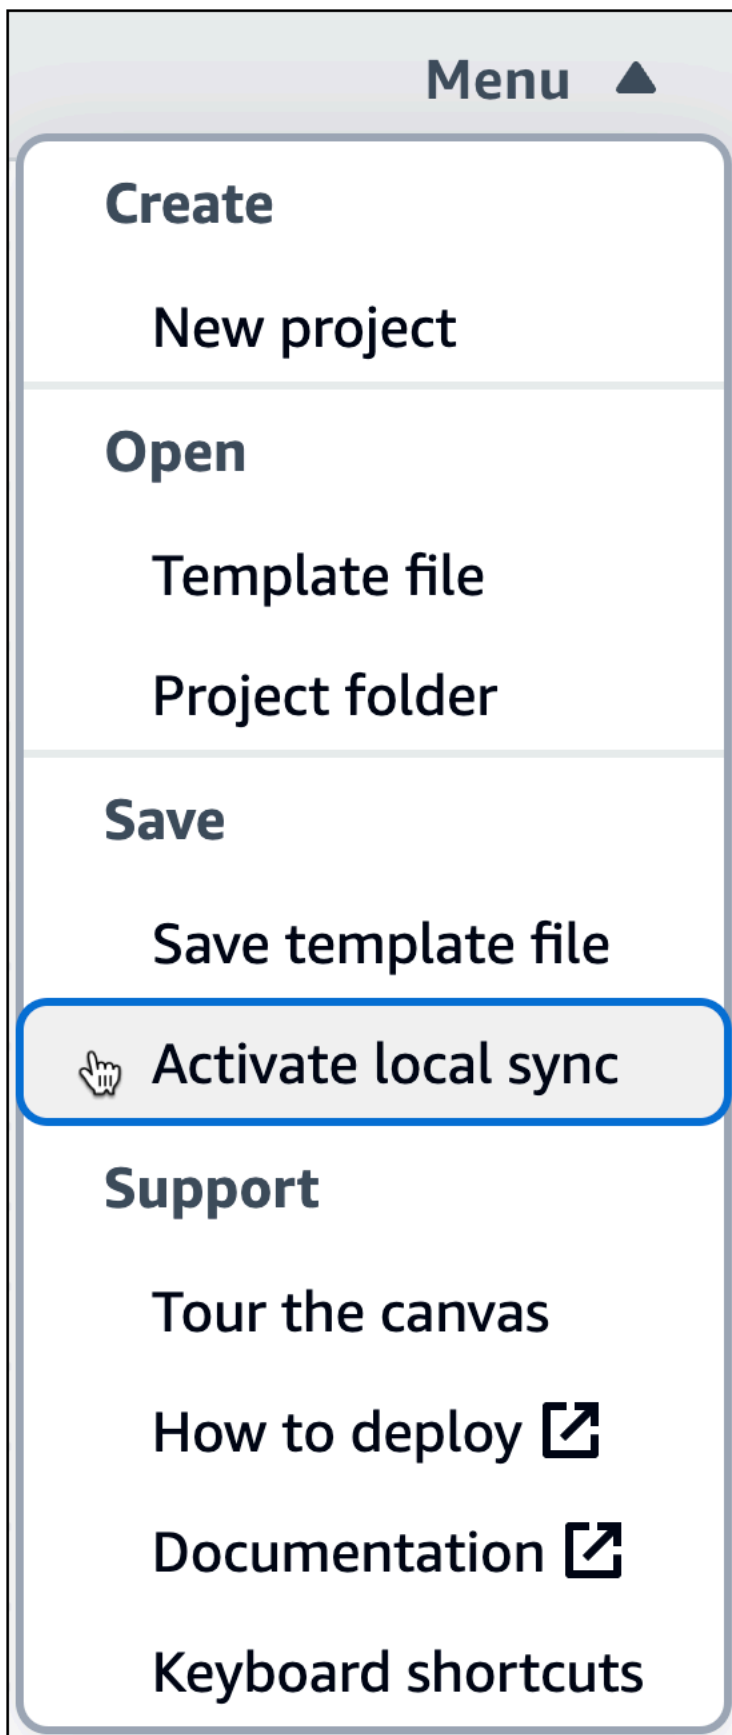 Menu
Create
New project
Open
Template file
Project folder
Save
Save template file
Activate local sync
Support
Tour the canvas
How to deploy
Documentation
Keyboard shortcuts